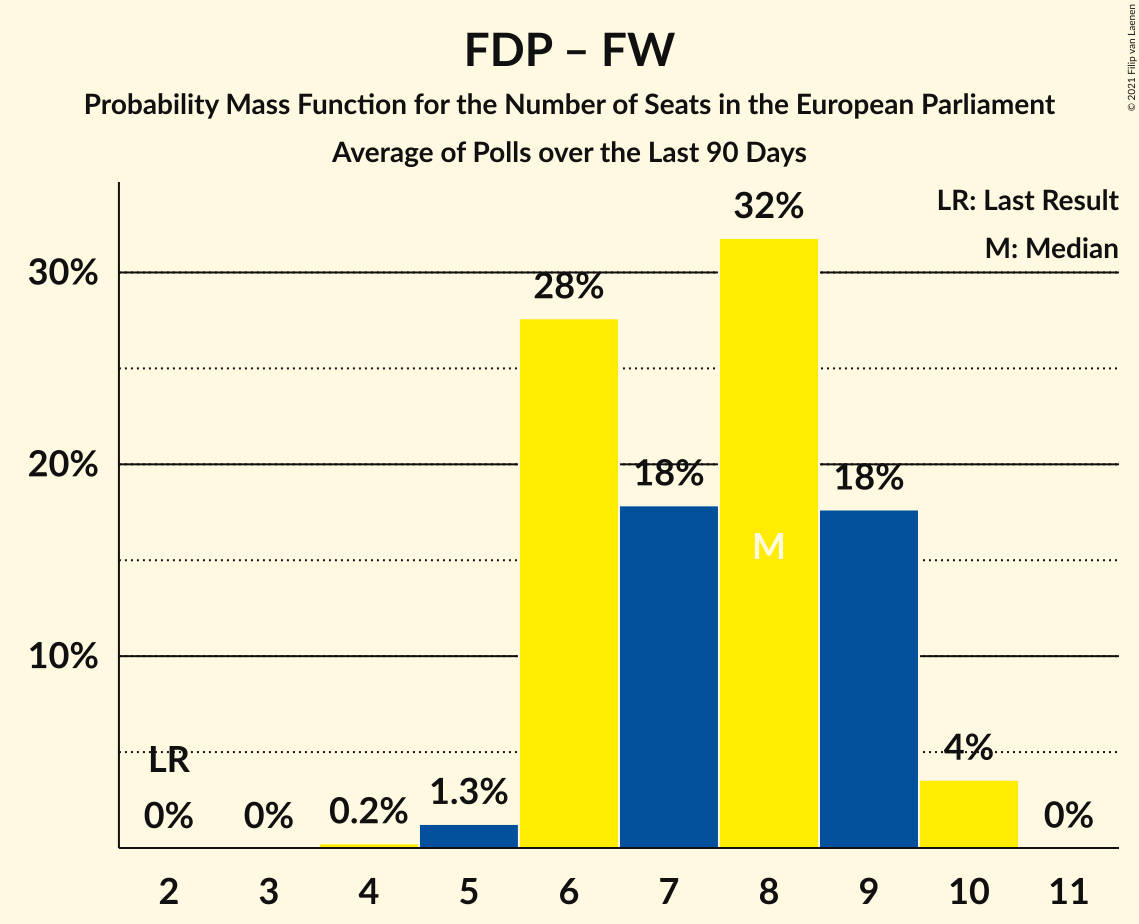 © 2021 Filip van Laenen
FDP – FW
Probability Mass Function for the Number of Seats in the European Parliament
Average of Polls over the Last 90 Days
LR: Last Result
M: Median
30%
20%
10%
LR
0%
0%
0.2%
1.3%
28%
18%
32%
M
18%
4%
0%
2 3 4 5 6 7 8 9 10 11